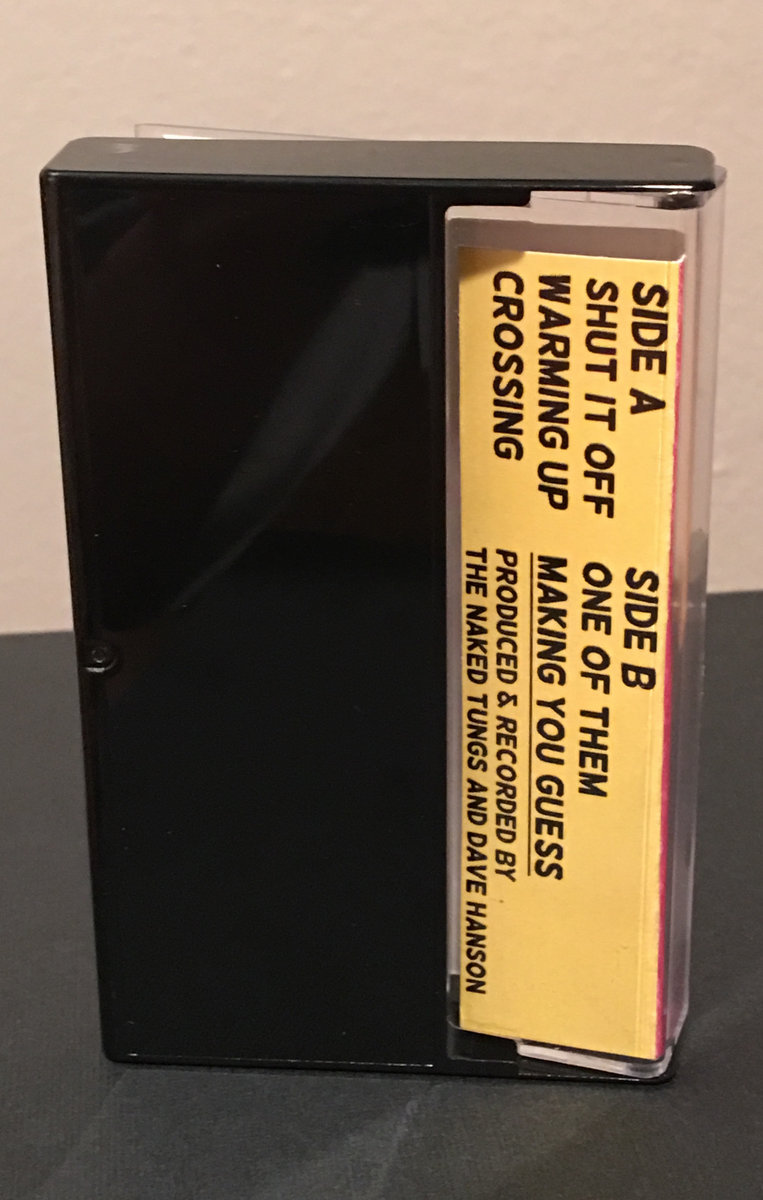 SIDE A
SHUT IT OFF
WARMING UP
CROSSING
SIDE B
ONE OF THEM
MAKING YOU GUESS
PRODUCED & RECORDED BY
THE NAKED TUNGS AND DAVE HANSON